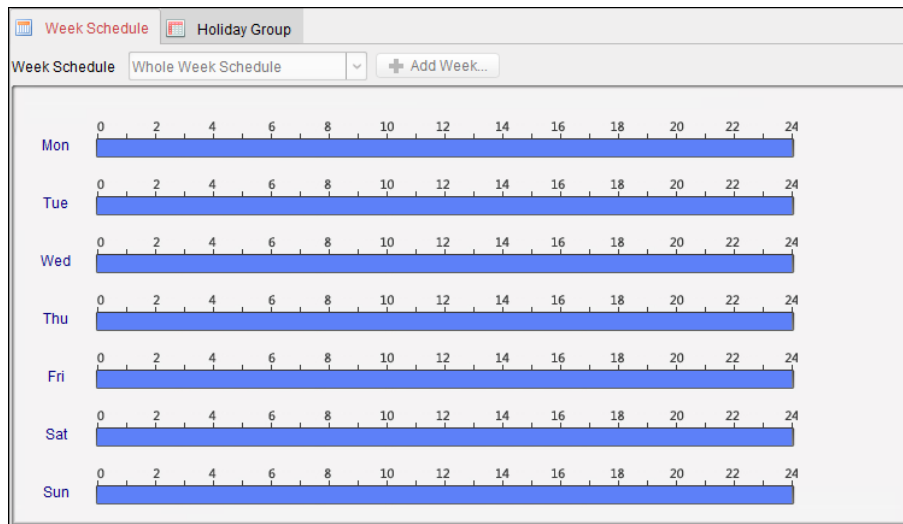 Week Schedule Holiday Group
Week Schedule Whole Week Schedule Add Week...
0 2 4 6 8 10 12 14 16 18 20 22 24
Mon
0 2 4 6 8 10 12 14 16 18 20 22 24
Tue
0 2 4 6 8 10 12 14 16 18 20 22 24
Wed
0 2 4 6 8 10 12 14 16 18 20 22 24
Thu
0 2 4 6 8 10 12 14 16 18 20 22 24
Fri
0 2 4 6 8 10 12 14 16 18 20 22 24
Sat
0 2 4 6 8 10 12 14 16 18 20 22 24
Sun